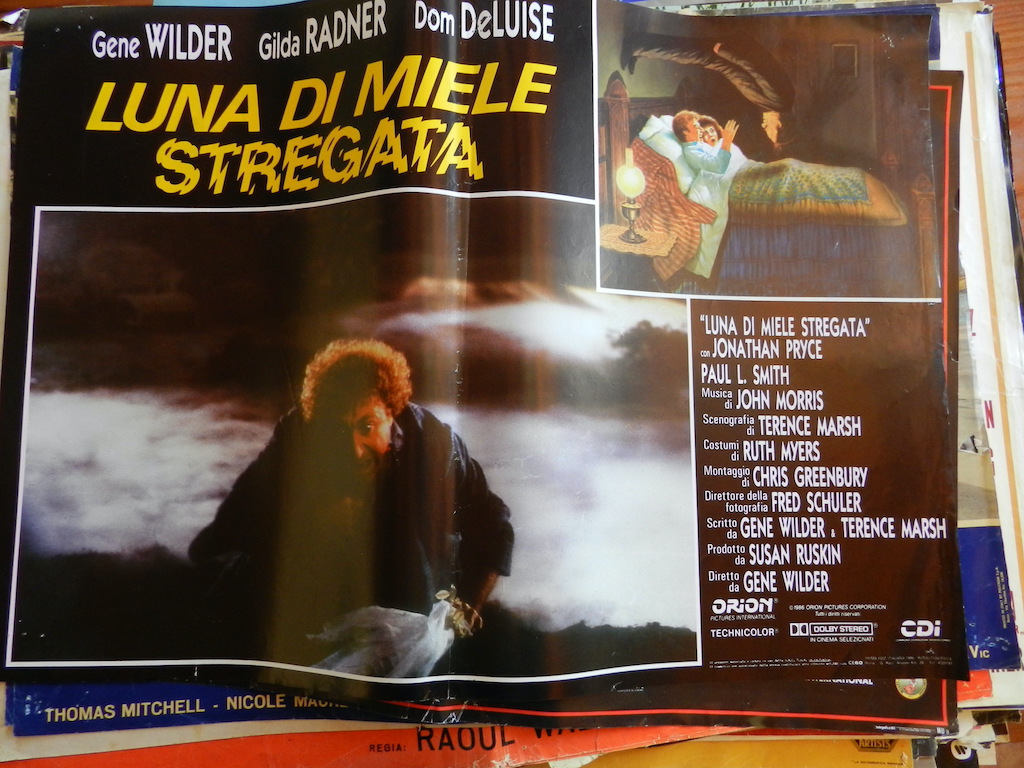 Gene WILDER Gilda RADNER Dom DeLUISE
LUNA DI MIELE
STREGATA
"LUNA DI MIELE STREGATA"
con JONATHAN PRYCE
PAUL L. SMITH
Musica di JOHN MORRIS
Scenografia di TERENCE MARSH
Costumi di RUTH MYERS
Montaggio di CHRIS GREENBURY
Direttore della fotografia FRED SCHULER
Scritto da GENE WILDER & TERENCE MARSH
Prodotto da SUSAN RUSKIN
Diretto da GENE WILDER
ORION
PICTURES INTERNATIONAL
©1986 ORION PICTURES CORPORATION
Tutti i diritti riservati
TECHNICOLOR®
DOLBY STEREO
IN CINEMA SELEZIONATI
CDI
THOMAS MITCHELL - NICOLE
REGIA: RAOUL
ARTISTS